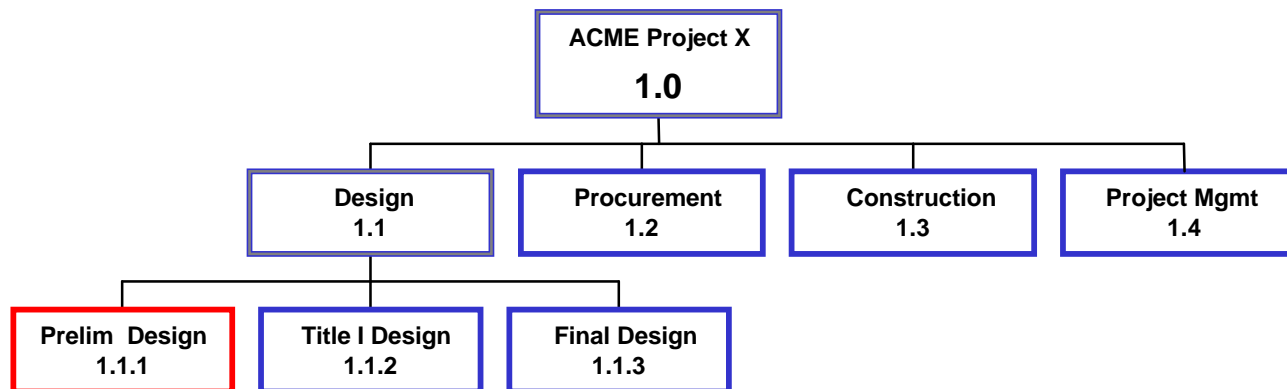 ACME Project X
1.0
Design
1.1
Procurement
1.2
Construction
1.3
Project Mgmt
1.4
Prelim Design
1.1.1
Title I Design
1.1.2
Final Design
1.1.3